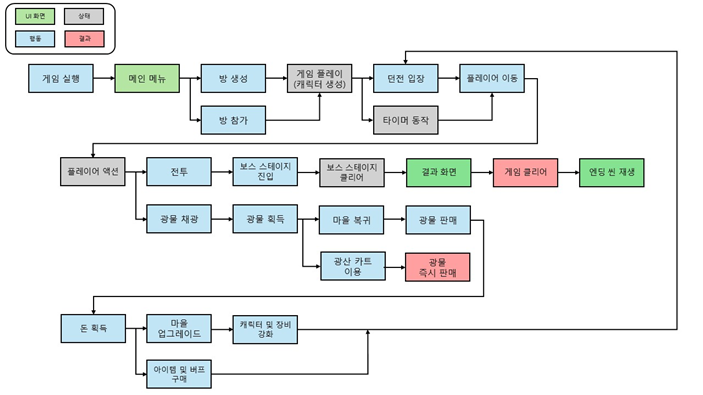 UI 화면
상태
행동
결과
게임 실행
메인 메뉴
방 생성
게임 플레이
(캐릭터 생성)
던전 입장
플레이어 이동
방 참가
타이머 동작
플레이어 액션
전투
보스 스테이지
진입
보스 스테이지
클리어
결과 화면
게임 클리어
엔딩 씬 재생
광물 채광
광물 획득
마을 복귀
광물 판매
광산 카트
이용
광물
즉시 판매
돈 획득
마을
업그레이드
캐릭터 및 장비
강화
아이템 및 버프
구매